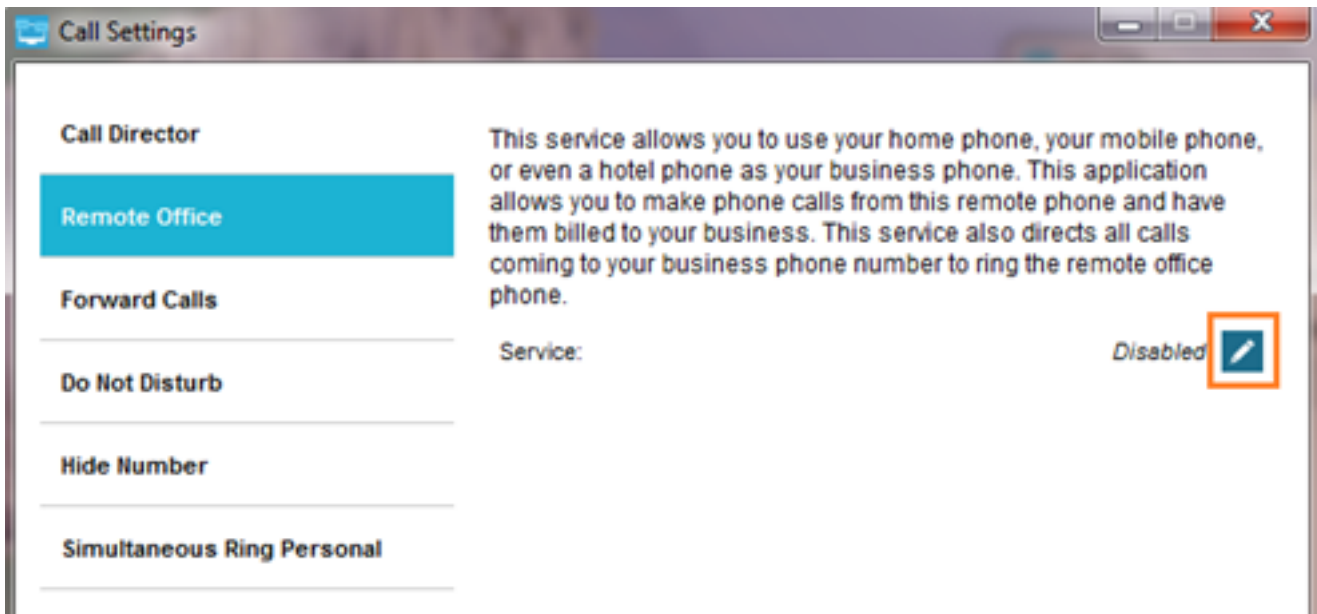 Call Settings
Call Director
Remote Office
Forward Calls
Do Not Disturb
Hide Number
Simultaneous Ring Personal
This service allows you to use your home phone, your mobile phone,
or even a hotel phone as your business phone. This application
allows you to make phone calls from this remote phone and have
them billed to your business. This service also directs all calls
coming to your business phone number to ring the remote office
phone.
Service: Disabled